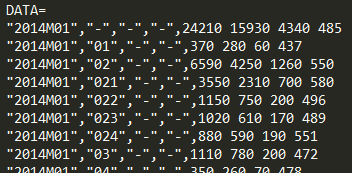 DATA=
"2014M01","-","-","-",24210 15930 4340 485
"2014M01","01","-","-",370 280 60 437
"2014M01","02","-","-",6590 4250 1260 550
"2014M01","021","-","-",3550 2310 700 580
"2014M01","022","-","-",1150 750 200 496
"2014M01","023","-","-",1020 610 170 489
"2014M01","024","-","-",880 590 190 551
"2014M01","03","-","-",1110 780 200 472
"2014M01","04","-","-",350 260 70 478